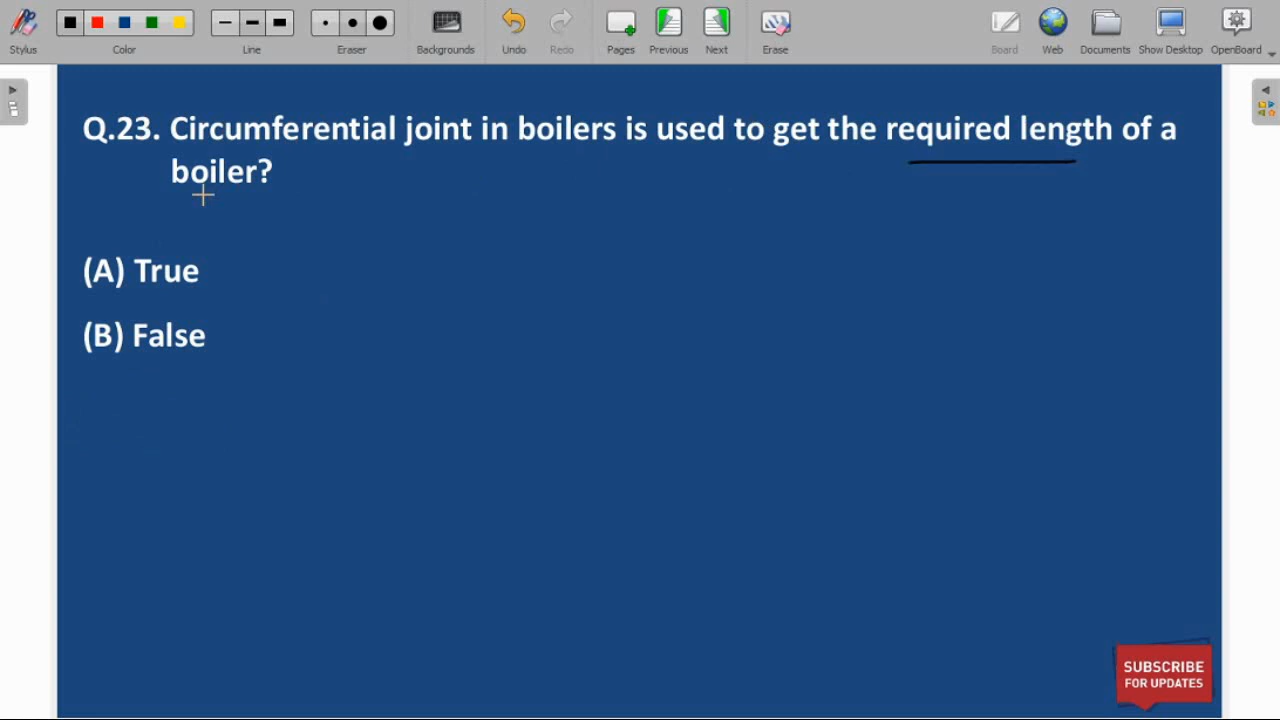 Stylus
Color
Line
Eraser
Backgrounds
Undo
Redo
Pages
Previous
Next
Erase
Board
Web
Documents
Show Desktop
OpenBoard
Q.23. Circumferential joint in boilers is used to get the required length of a
boiler?
(A) True
(B) False
SUBSCRIBE
FOR UPDATES